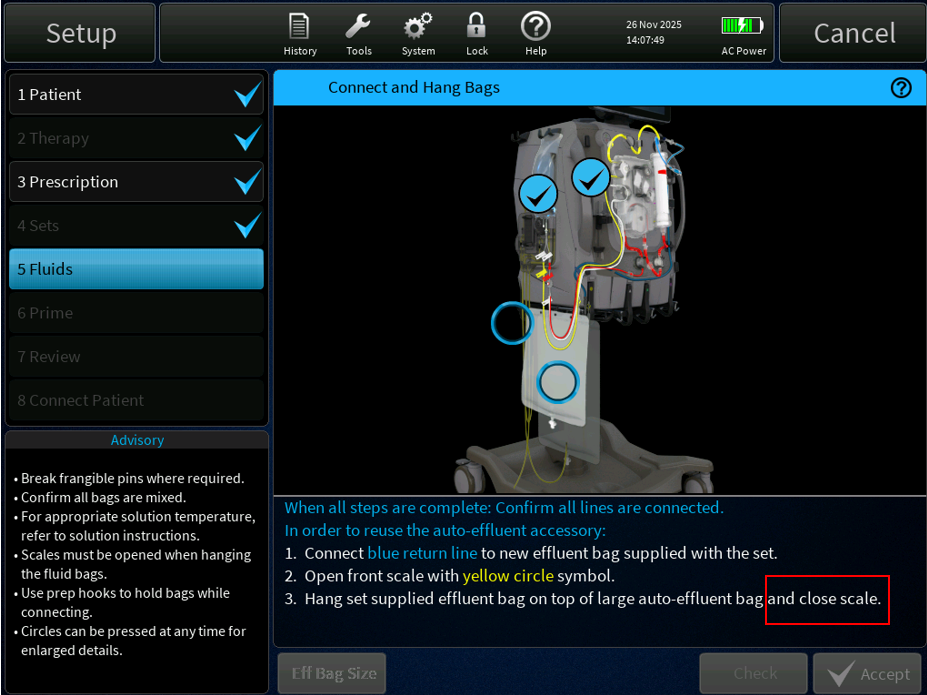 Setup
History
Tools
System
Lock
Help
26 Nov 2025
14:07:49
AC Power
Cancel
1 Patient
2 Therapy
3 Prescription
4 Sets
5 Fluids
6 Prime
7 Review
8 Connect Patient
Advisory
• Break frangible pins where required.
• Confirm all bags are mixed.
• For appropriate solution temperature,
refer to solution instructions.
• Scales must be opened when hanging
the fluid bags.
• Use prep hooks to hold bags while
connecting.
• Circles can be pressed at any time for
enlarged details.
Connect and Hang Bags
When all steps are complete: Confirm all lines are connected.
In order to reuse the auto-effluent accessory:
1. Connect blue return line to new effluent bag supplied with the set.
2. Open front scale with yellow circle symbol.
3. Hang set supplied effluent bag on top of large auto-effluent bag and close scale.
Eff Bag Size
Check
Accept